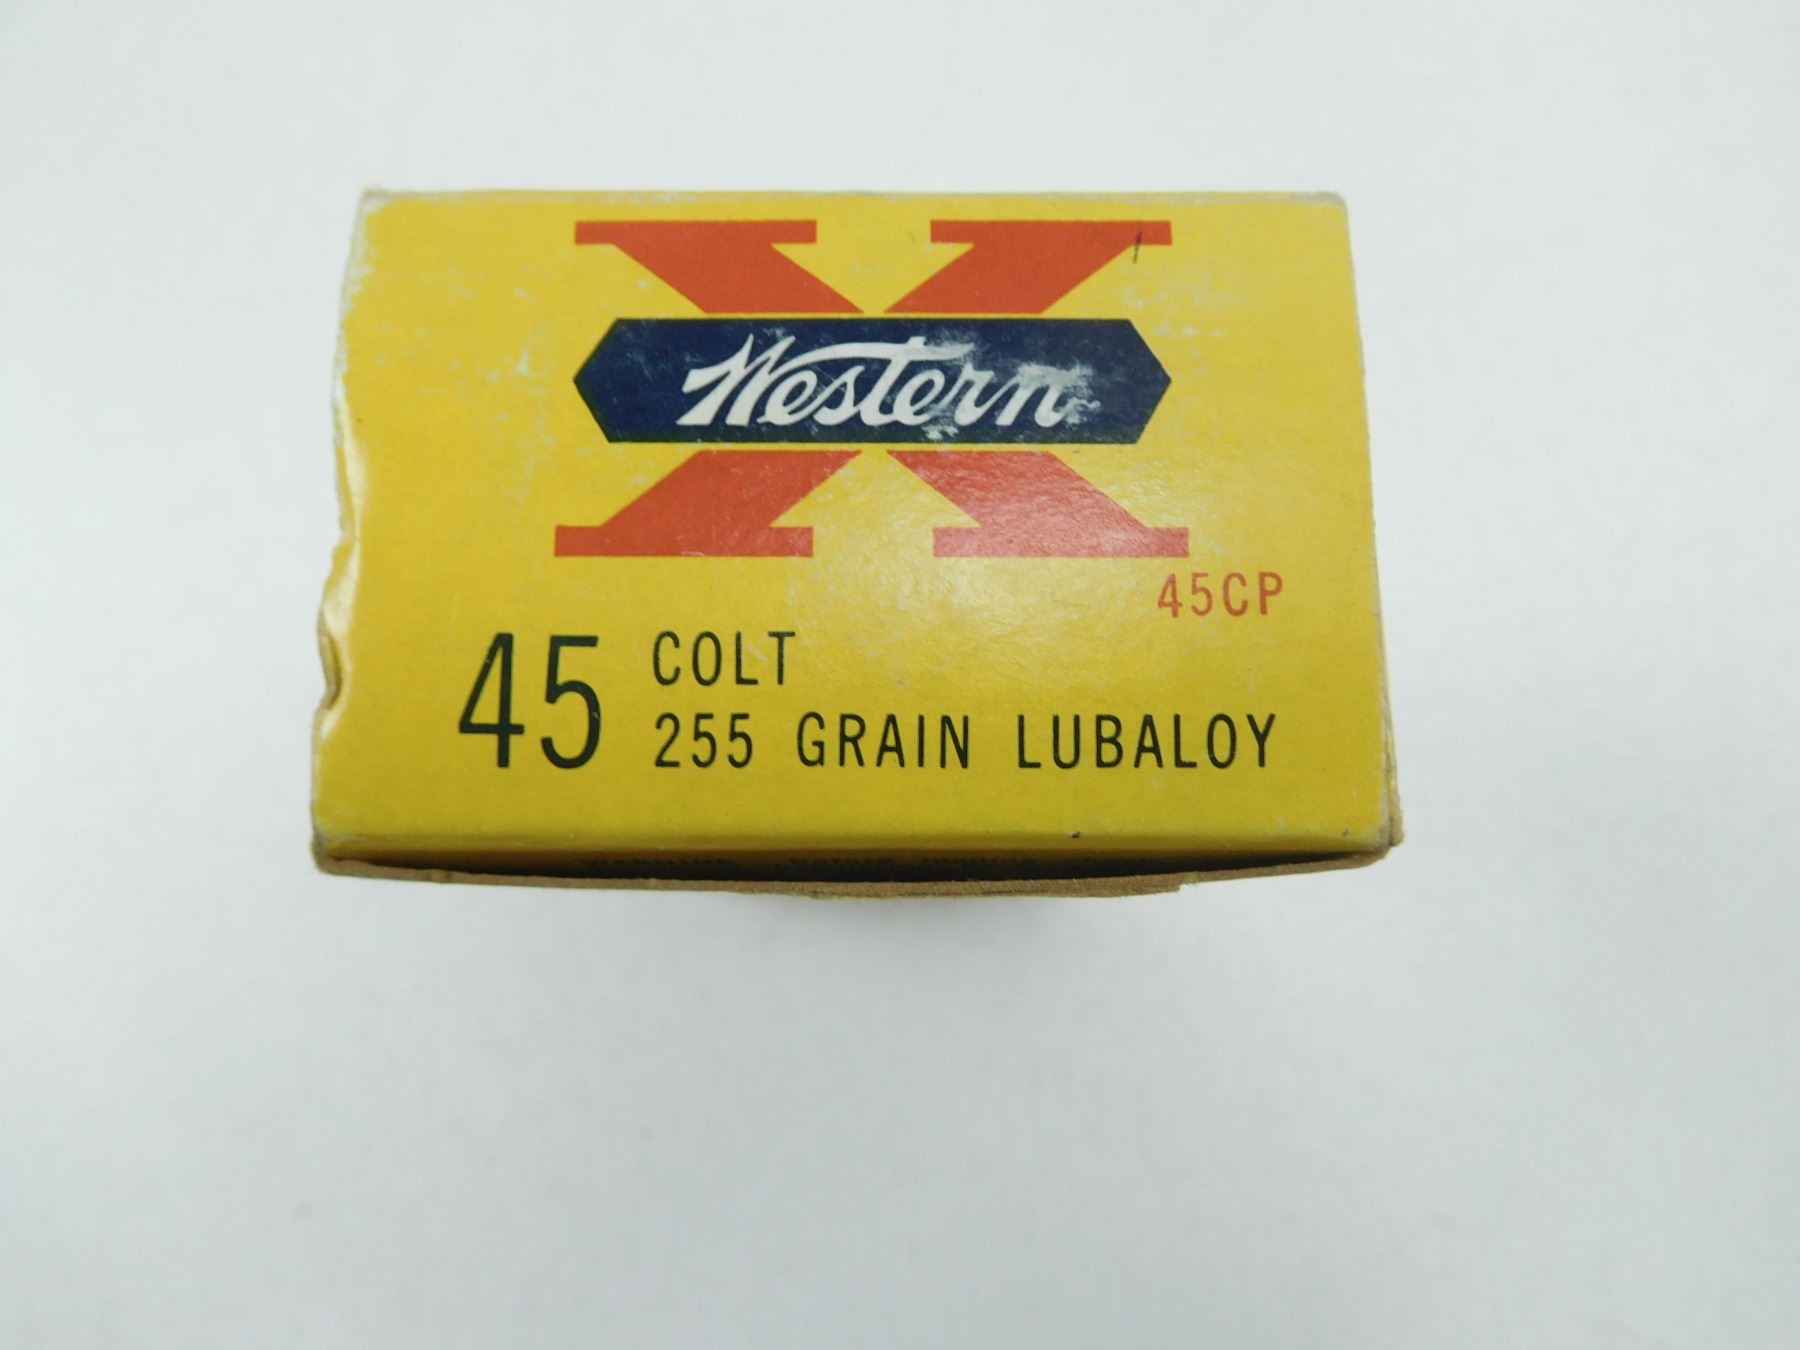 X
Western
45CP
45 COLT
255 GRAIN LUBALOY